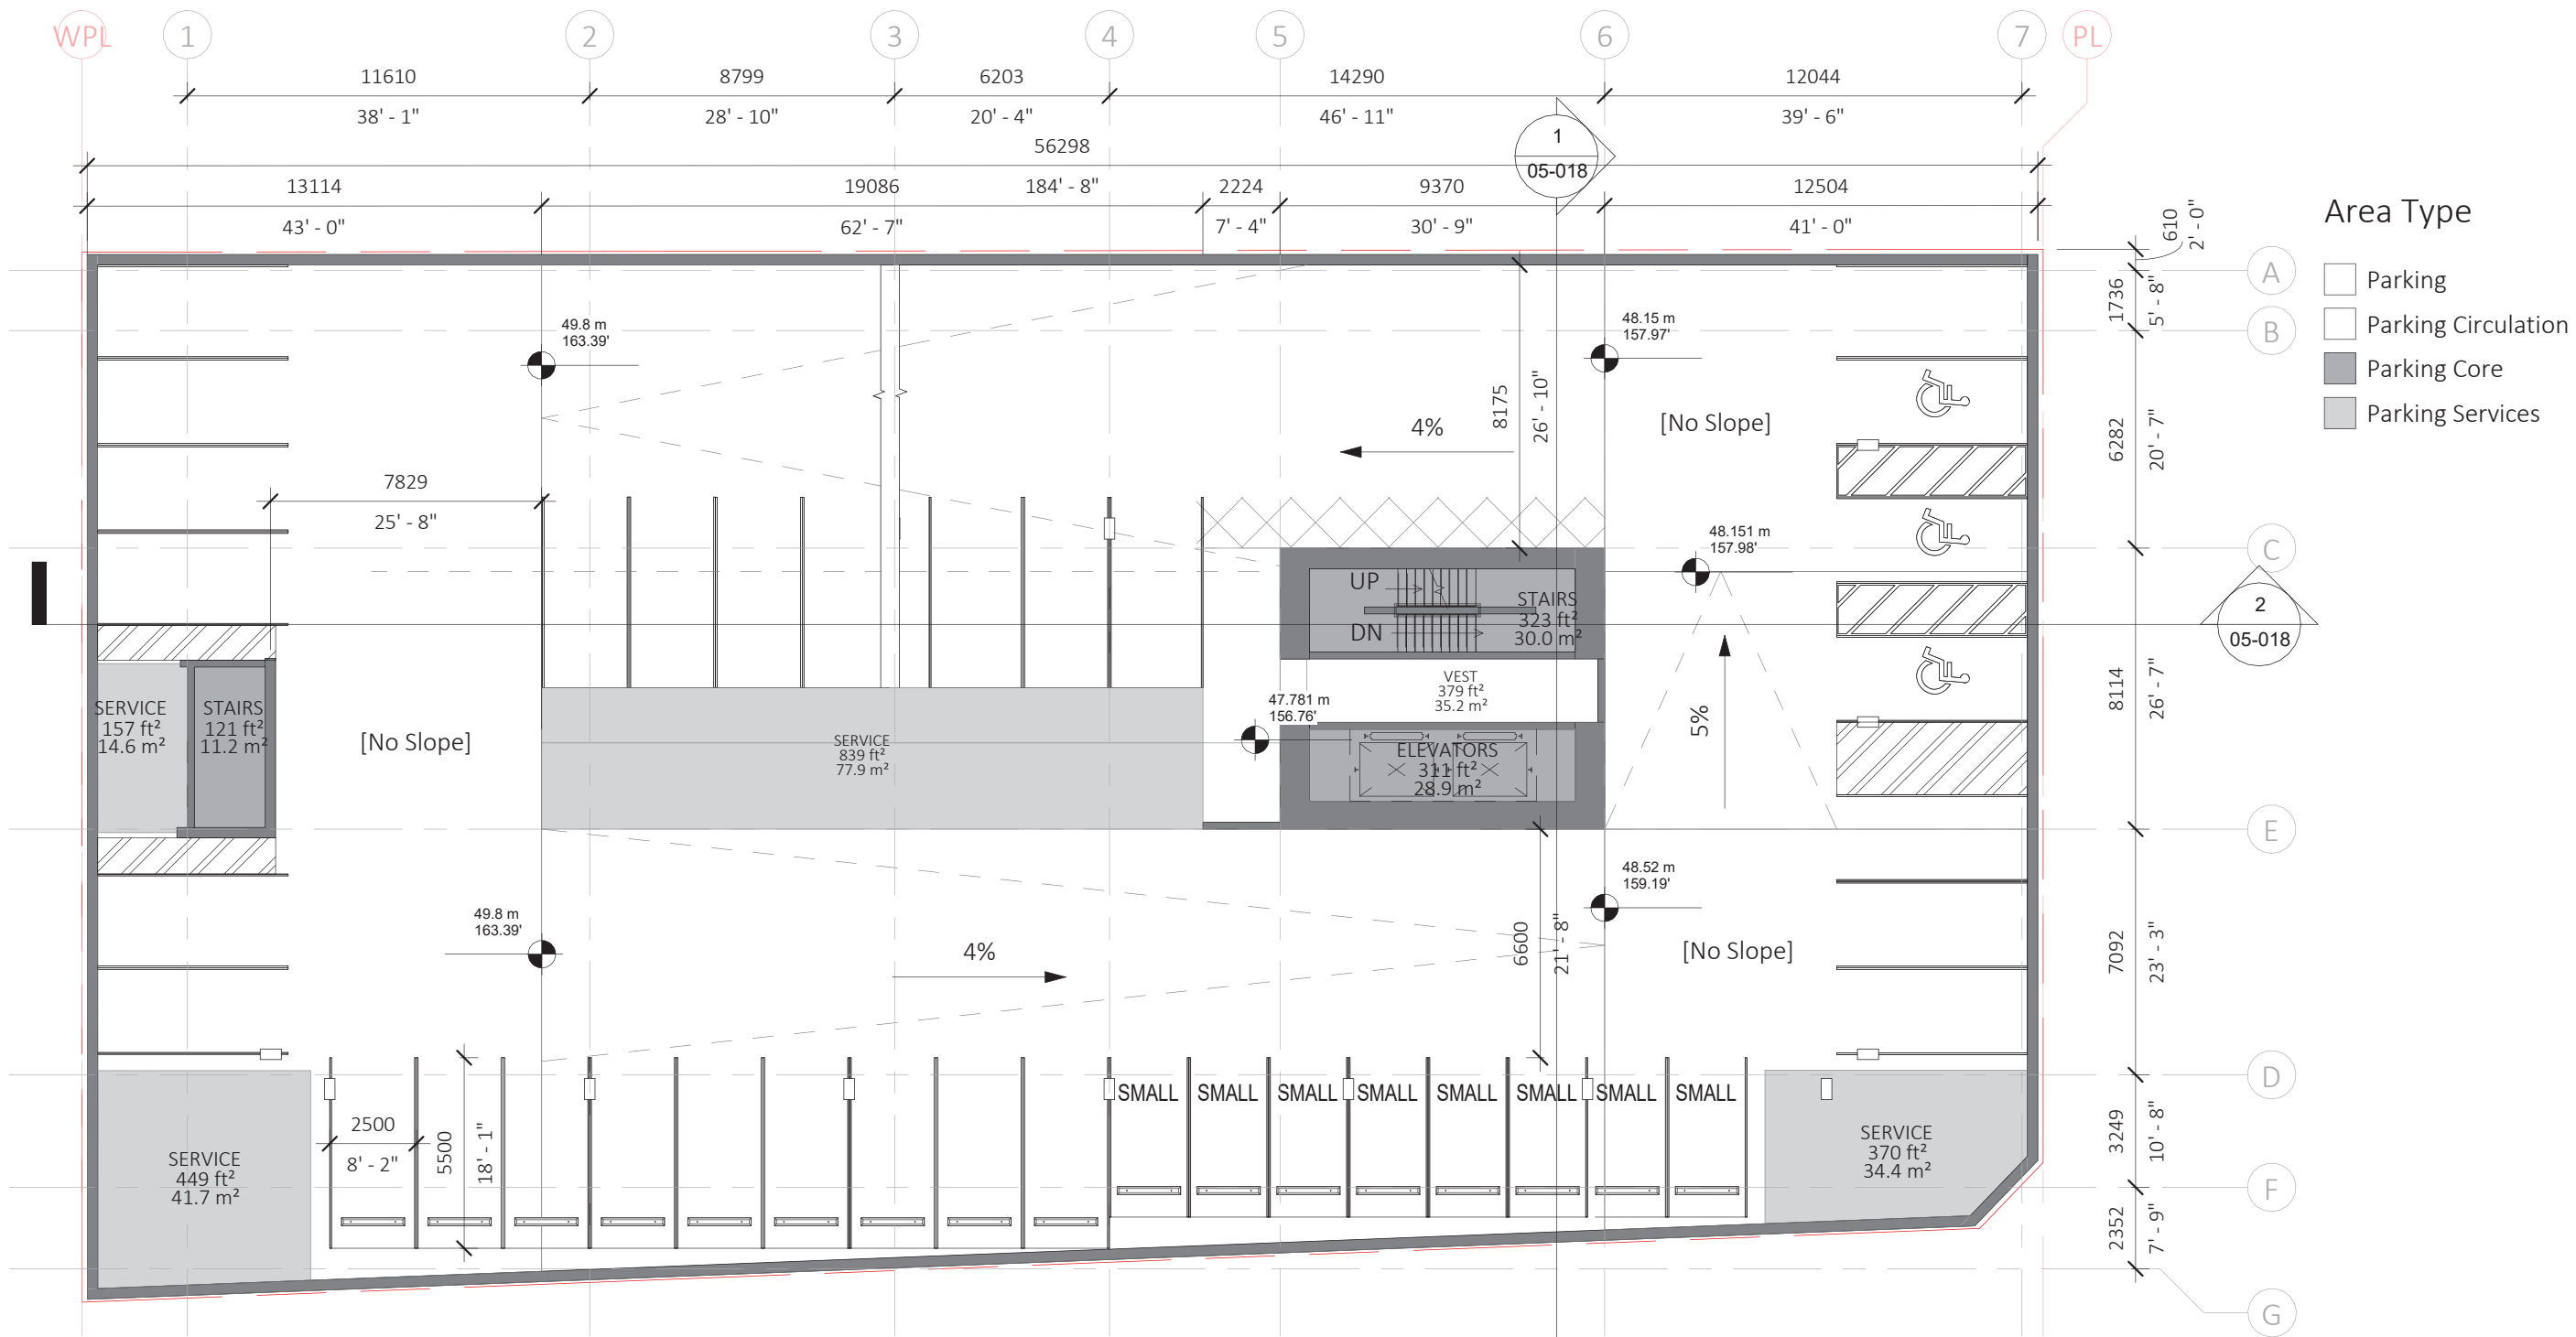 WPL
1
2
3
4
5
6
7
PL
11610
8799
6203
14290
12044
38' - 1"
28' - 10"
20' - 4"
46' - 11"
39' - 6"
56298
184' - 8"
1
05-018
13114
19086
2224
9370
12504
43' - 0"
62' - 7"
7' - 4"
30' - 9"
41' - 0"
610
2' - 0"
Area Type
Parking
Parking Circulation
Parking Core
Parking Services
A
B
C
E
D
F
G
1736
5' - 8"
6282
20' - 7"
8114
26' - 7"
7092
23' - 3"
3249
10' - 8"
2352
7' - 9"
2
05-018
49.8 m
163.39'
48.15 m
157.97'
8175
26' - 10"
4%
[No Slope]
7829
25' - 8"
48.151 m
157.98'
UP
DN
STAIRS
323 ft²
30.0 m²
VEST
379 ft²
35.2 m²
47.781 m
156.76'
ELEVATORS
311 ft²
28.9 m²
5%
SERVICE
157 ft²
14.6 m²
STAIRS
121 ft²
11.2 m²
[No Slope]
SERVICE
839 ft²
77.9 m²
48.52 m
159.19'
49.8 m
163.39'
4%
6600
21' - 8"
[No Slope]
SMALL
SMALL
SMALL
SMALL
SMALL
SMALL
SMALL
SMALL
2500
8' - 2"
5500
18' - 1"
SERVICE
449 ft²
41.7 m²
SERVICE
370 ft²
34.4 m²